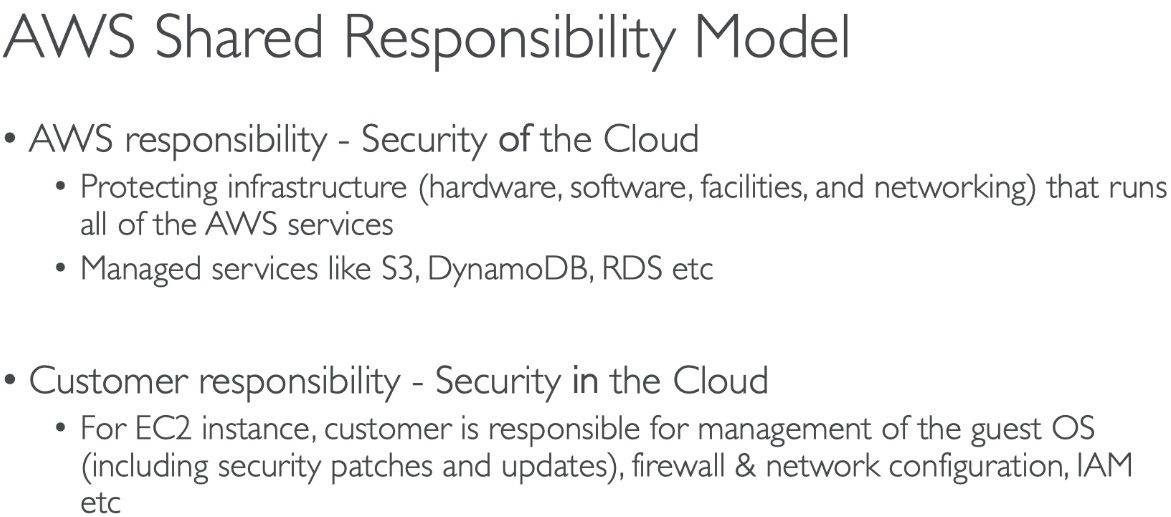 AWS Shared Responsibility Model
• AWS responsibility - Security of the Cloud
• Protecting infrastructure (hardware, software, facilities, and networking) that runs
all of the AWS services
• Managed services like S3, DynamoDB, RDS etc
• Customer responsibility - Security in the Cloud
• For EC2 instance, customer is responsible for management of the guest OS
(including security patches and updates), firewall & network configuration, IAM
etc